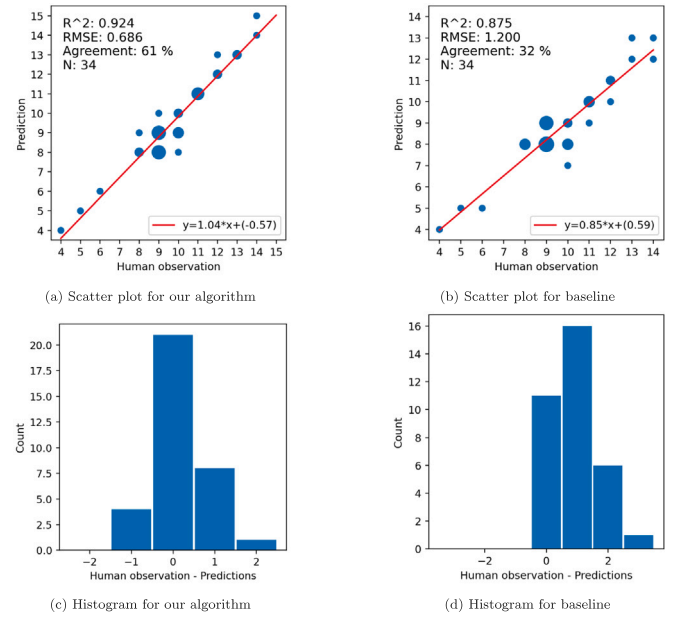 R^2: 0.924
RMSE: 0.686
Agreement: 61 %
N: 34
15
14
13
12
11
10
9
8
7
6
5
4
Prediction
y=1.04*x+(-0.57)
4 5 6 7 8 9 10 11 12 13 14 15
Human observation
(a) Scatter plot for our algorithm
R^2: 0.875
RMSE: 1.200
Agreement: 32 %
N: 34
15
14
13
12
11
10
9
8
7
6
5
4
Prediction
y=0.85*x+(0.59)
4 5 6 7 8 9 10 11 12 13 14
Human observation
(b) Scatter plot for baseline
20.0
17.5
15.0
12.5
10.0
7.5
5.0
2.5
0.0
Count
−2 −1 0 1 2
Human observation - Predictions
(c) Histogram for our algorithm
16
14
12
10
8
6
4
2
0
Count
−2 0 2
Human observation - Predictions
(d) Histogram for baseline